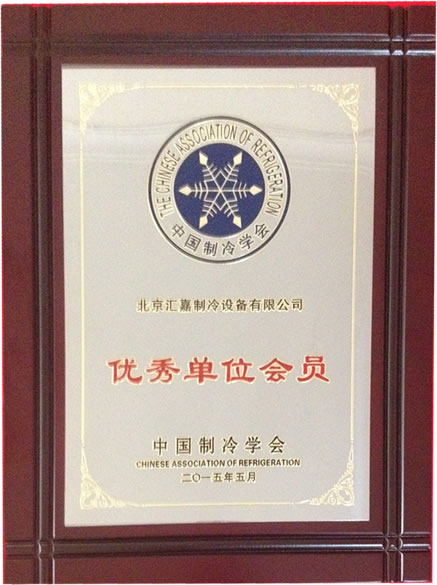 THE CHINESE ASSOCIATION OF REFRIGERATION
中国制冷学会
北京汇嘉制冷设备有限公司
优秀单位会员
中国制冷学会
CHINESE ASSOCIATION OF REFRIGERATION
二〇一五年五月